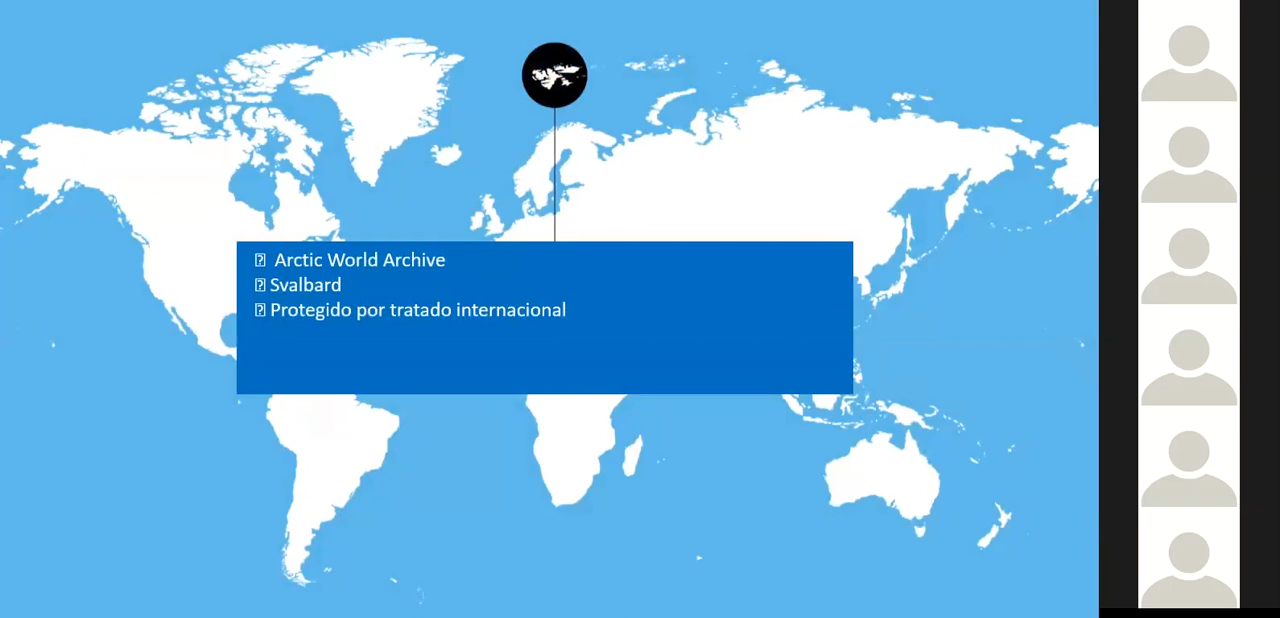 Arctic World Archive
Svalbard
Protegido por tratado internacional